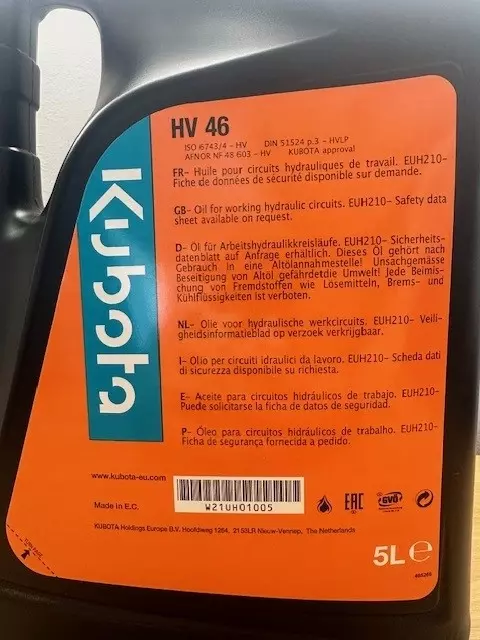 Kubota
HV 46
ISO 6743/4 - HV DIN 51524 p.3 - HVLP
AFNOR NF 48 603 - HV KUBOTA approval
FR- Huile pour circuits hydrauliques de travail. EUH210-
Fiche de données de sécurité disponible sur demande.
GB- Oil for working hydraulic circuits. EUH210- Safety data
sheet available on request.
D- Öl für Arbeitshydraulikkreisläufe. EUH210- Sicherheits-
datenblatt auf Anfrage erhältlich. Dieses Öl gehört nach
Gebrauch in eine Altölannahmestelle! Unsachgemässe
Beseitigung von Altöl gefährdetdie Umwelt! Jede Beimis-
chung von Fremdstoffen wie Lösemitteln, Brems- und
Kühlflüssigkeiten ist verboten.
NL- Olie voor hydraulische werkcircuits. EUH210- Veili-
gheidsinformatieblad op verzoek verkrijgbaar.
I- Olio per circuiti idraulici da lavoro. EUH210- Scheda dati
di sicurezza disponibile su richiesta.
E- Aceite para circuitos hidráulicos de trabajo. EUH210-
Puede solicitarse la ficha de datos de seguridad.
P- Óleo para circuitos hidráulicos de trabalho. EUH210-
Ficha de segurança fornecida a pedido.
www.kubota-eu.com
Made in E.C.
W21UH01005
EAC
GVÖ
KUBOTA Holdings Europe B.V. Hoofdweg 1264, 2153LR Nieuw-Vennep, The Netherlands
5L e